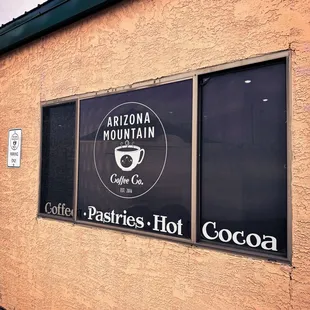 ARIZONA
MOUNTAIN
Coffee Co.
Coffee · Pastries · Hot Cocoa